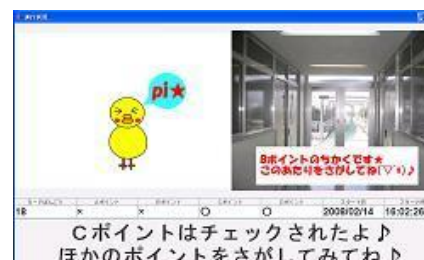 pi★
Bポイントのちかくです★
このあたりをさがしてね(▽*)♪
18 × × ○ ○ 2008/02/14 16:02:26
Cポイントはチェックされたよ♪
ほかのポイントをさがしてみてね♪